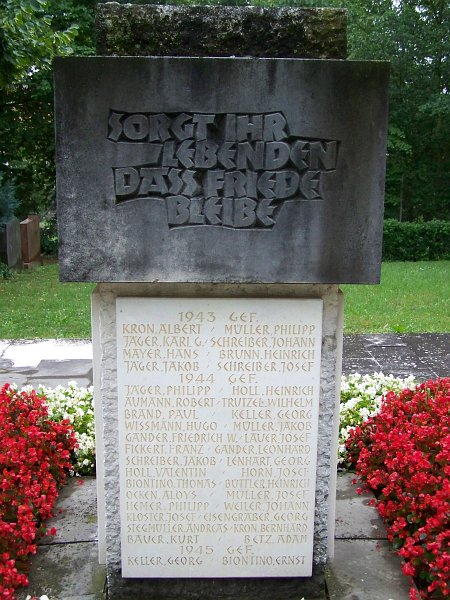 SORGT IHR
LEBENDEN
DASS FRIEDE
BLEIBE
1943 GEF.
KRON, ALBERT · MÜLLER, PHILIPP
JÄGER, KARL G. · SCHREIBER, JOHANN
MAYER, HANS · BRUNN, HEINRICH
JÄGER, JAKOB · SCHREIBER, JOSEF
1944 GEF.
JÄGER, PHILIPP · HOLL, HEINRICH
AUMANN, ROBERT · TRUTZEL, WILHELM
BRAND, PAUL · KELLER, GEORG
WISSMANN, HUGO · MÜLLER, JAKOB
GANDER, FRIEDRICH W. · LAUER, JOSEF
FICKERT, FRANZ · GANDER, LEONHARD
SCHREIBER, JAKOB · LENHART, GEORG
HOLL, MARTIN · HORN, JOSEF
BIONTINO, THOMAS · BÜTTLER, HEINRICH
OCKEN, ALOYS · MÜLLER, JOSEF
HEMER, PHILIPP · WEILER, JOHANN
KLOSTER, JOSEF · EISENGRÄBER, GEORG
SIEGMÜLLER, ANDREAS · KRON, BERNHARD
BAUER, KURT · BETZ, ADAM
1945 GEF.
KELLER, GEORG · BIONTINO, ERNST